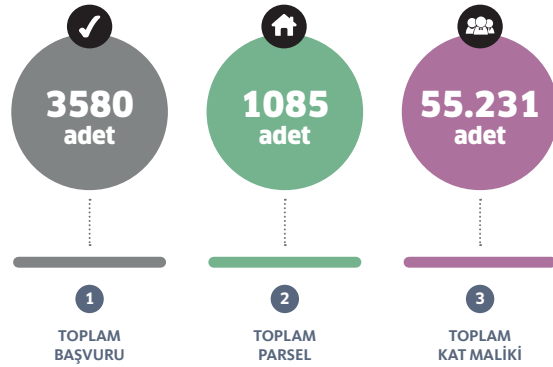 3580
adet
1085
adet
55.231
adet
1
2
3
TOPLAM
BAŞVURU
TOPLAM
PARSEL
TOPLAM
KAT MALİKİ